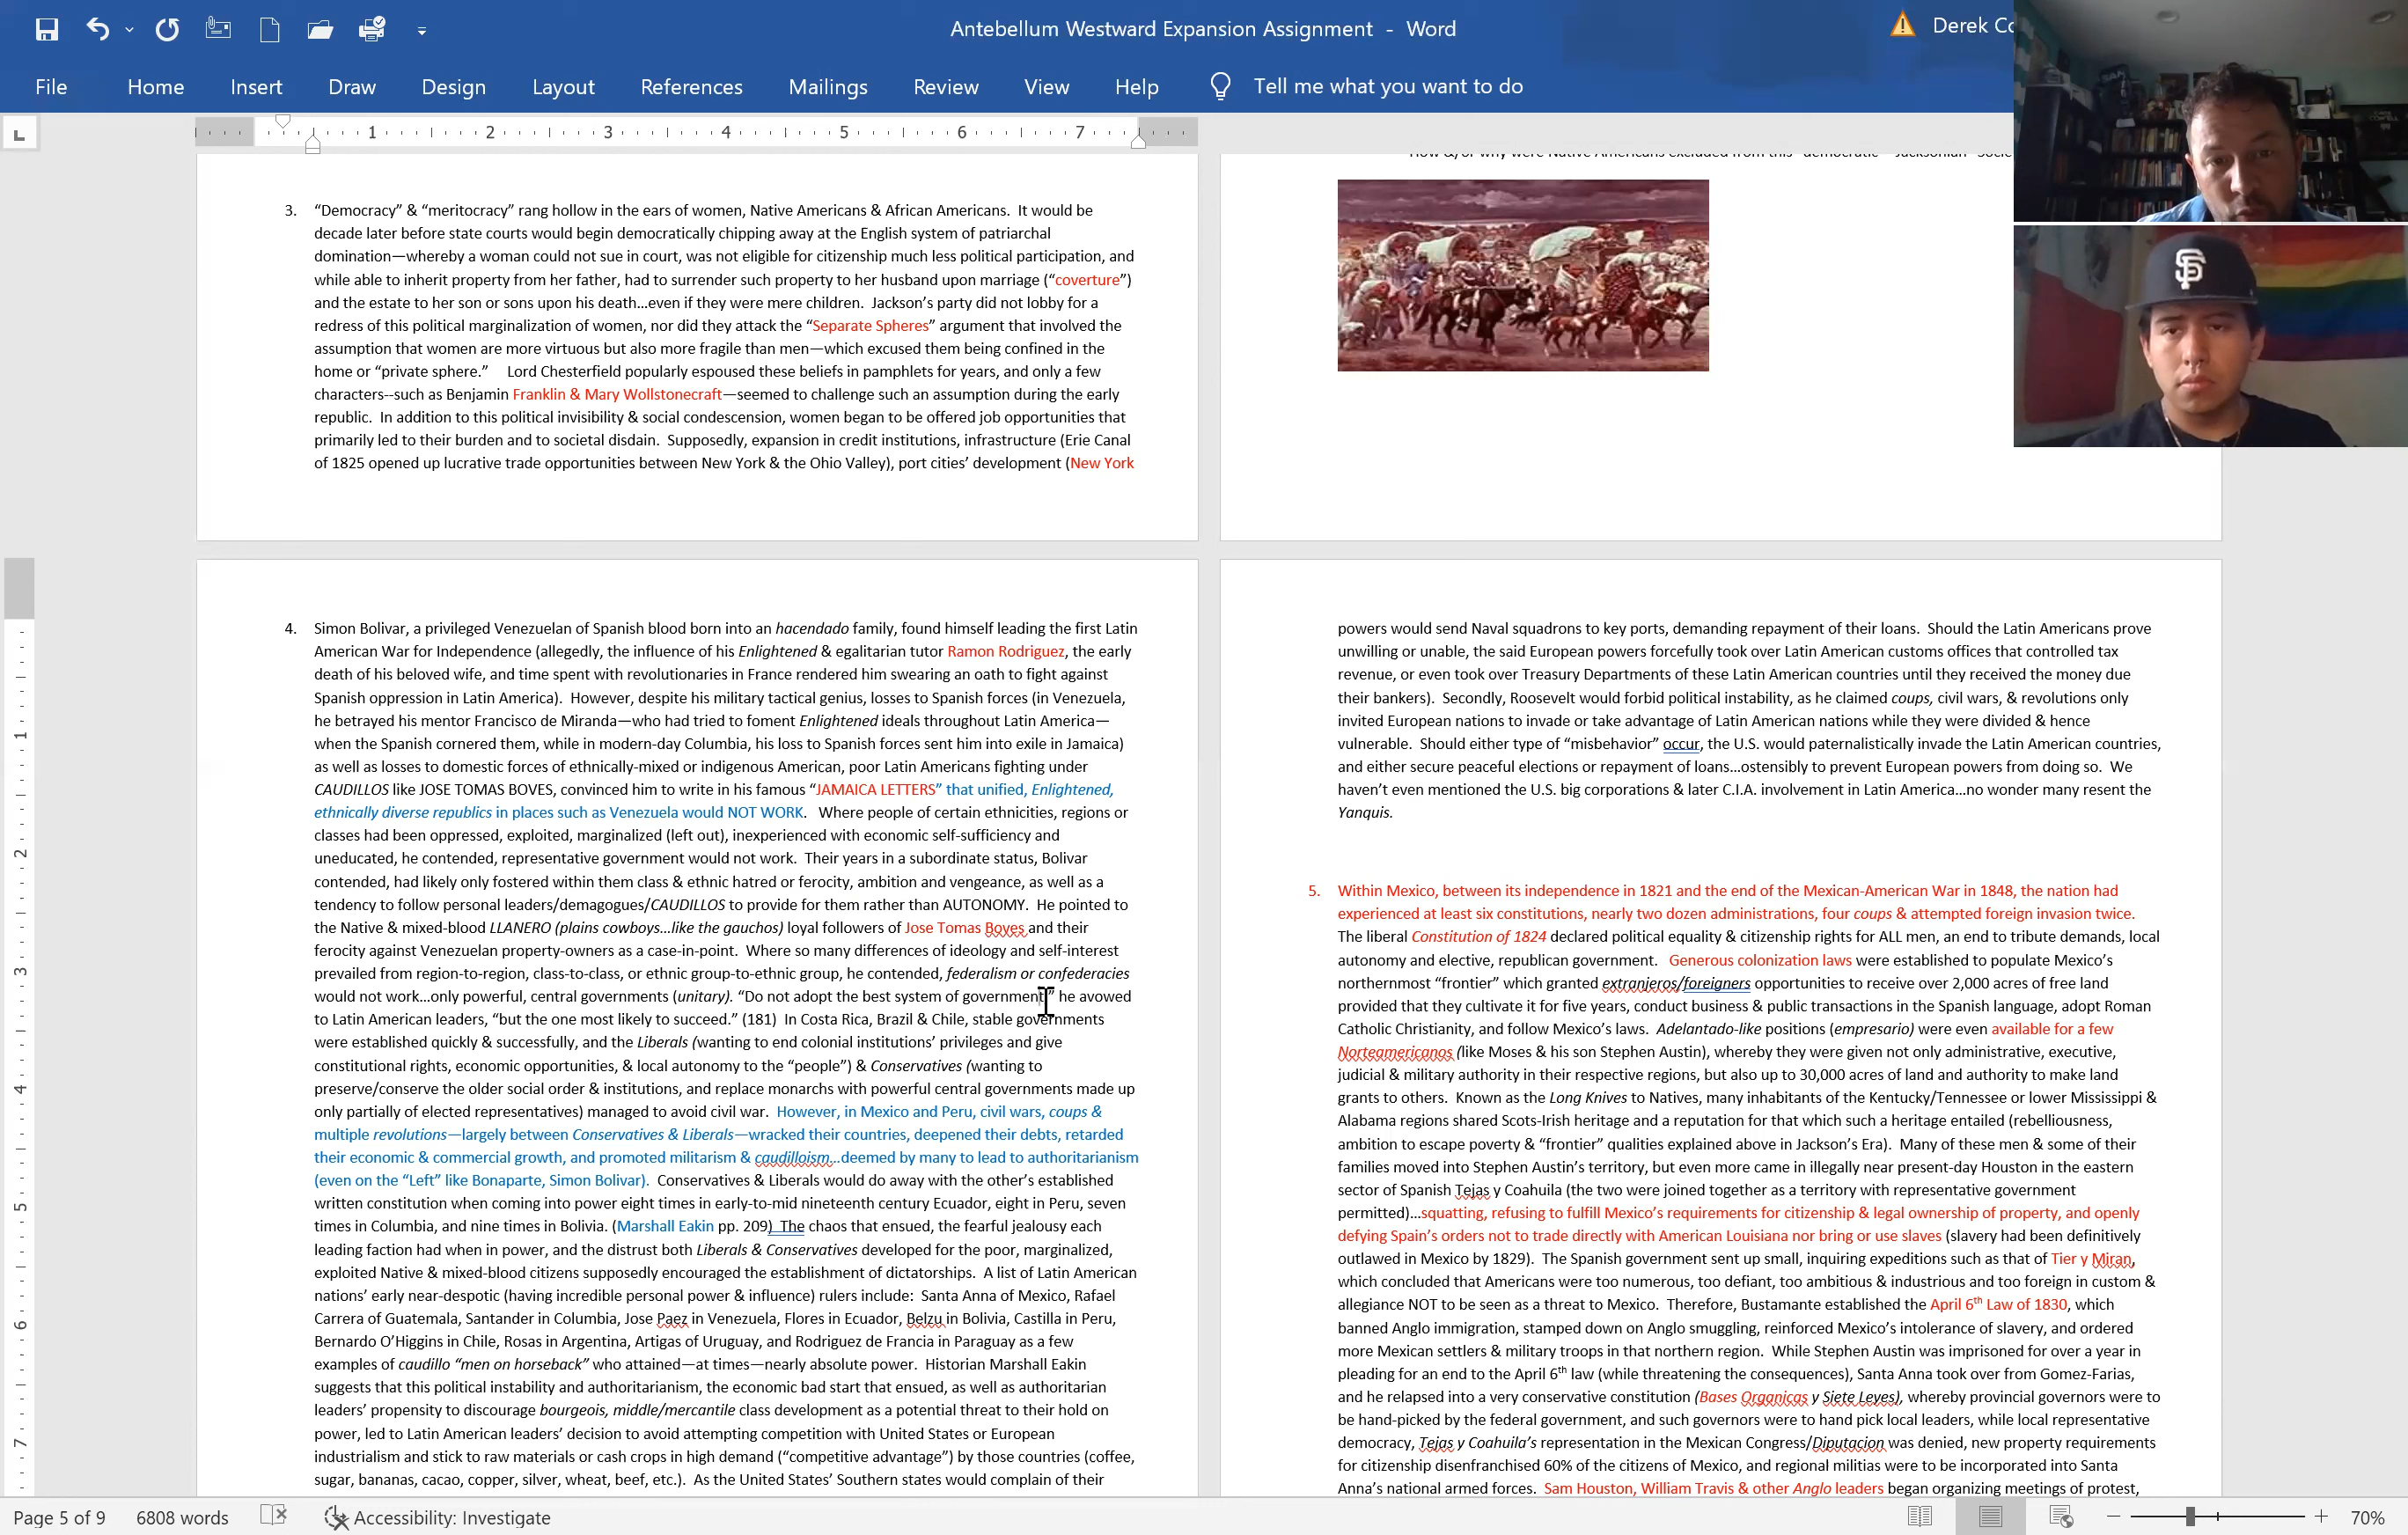 Antebellum Westward Expansion Assignment - Word
Derek Co
File Home Insert Draw Design Layout References Mailings Review View Help Tell me what you want to do
1 2 3 4 5 6 7
3. “Democracy” & “meritocracy” rang hollow in the ears of women, Native Americans & African Americans. It would be
decade later before state courts would begin democratically chipping away at the English system of patriarchal
domination—whereby a woman could not sue in court, was not eligible for citizenship much less political participation, and
while able to inherit property from her father, had to surrender such property to her husband upon marriage (“coverture”)
and the estate to her son or sons upon his death…even if they were mere children. Jackson’s party did not lobby for a
redress of this political marginalization of women, nor did they attack the “Separate Spheres” argument that involved the
assumption that women are more virtuous but also more fragile than men—which excused them being confined in the
home or “private sphere.” Lord Chesterfield popularly espoused these beliefs in pamphlets for years, and only a few
characters--such as Benjamin Franklin & Mary Wollstonecraft—seemed to challenge such an assumption during the early
republic. In addition to this political invisibility & social condescension, women began to be offered job opportunities that
primarily led to their burden and to societal disdain. Supposedly, expansion in credit institutions, infrastructure (Erie Canal
of 1825 opened up lucrative trade opportunities between New York & the Ohio Valley), port cities’ development (New York
How &/or why were Native Americans excluded from this “democratic” “Jacksonian” Socie
SF
4. Simon Bolivar, a privileged Venezuelan of Spanish blood born into an hacendado family, found himself leading the first Latin
American War for Independence (allegedly, the influence of his Enlightened & egalitarian tutor Ramon Rodriguez, the early
death of his beloved wife, and time spent with revolutionaries in France rendered him swearing an oath to fight against
Spanish oppression in Latin America). However, despite his military tactical genius, losses to Spanish forces (in Venezuela,
he betrayed his mentor Francisco de Miranda—who had tried to foment Enlightened ideals throughout Latin America—
when the Spanish cornered them, while in modern-day Columbia, his loss to Spanish forces sent him into exile in Jamaica)
as well as losses to domestic forces of ethnically-mixed or indigenous American, poor Latin Americans fighting under
CAUDILLOS like JOSE TOMAS BOVES, convinced him to write in his famous “JAMAICA LETTERS” that unified, Enlightened,
ethnically diverse republics in places such as Venezuela would NOT WORK. Where people of certain ethnicities, regions or
classes had been oppressed, exploited, marginalized (left out), inexperienced with economic self-sufficiency and
uneducated, he contended, representative government would not work. Their years in a subordinate status, Bolivar
contended, had likely only fostered within them class & ethnic hatred or ferocity, ambition and vengeance, as well as a
tendency to follow personal leaders/demagogues/CAUDILLOS to provide for them rather than AUTONOMY. He pointed to
the Native & mixed-blood LLANERO (plains cowboys…like the gauchos) loyal followers of Jose Tomas Boves and their
ferocity against Venezuelan property-owners as a case-in-point. Where so many differences of ideology and self-interest
prevailed from region-to-region, class-to-class, or ethnic group-to-ethnic group, he contended, federalism or confederacies
would not work…only powerful, central governments (unitary). “Do not adopt the best system of government” he avowed
to Latin American leaders, “but the one most likely to succeed.” (181) In Costa Rica, Brazil & Chile, stable governments
were established quickly & successfully, and the Liberals (wanting to end colonial institutions’ privileges and give
constitutional rights, economic opportunities, & local autonomy to the “people”) & Conservatives (wanting to
preserve/conserve the older social order & institutions, and replace monarchs with powerful central governments made up
only partially of elected representatives) managed to avoid civil war. However, in Mexico and Peru, civil wars, coups &
multiple revolutions—largely between Conservatives & Liberals—wracked their countries, deepened their debts, retarded
their economic & commercial growth, and promoted militarism & caudilloism…deemed by many to lead to authoritarianism
(even on the “Left” like Bonaparte, Simon Bolivar). Conservatives & Liberals would do away with the other’s established
written constitution when coming into power eight times in early-to-mid nineteenth century Ecuador, eight in Peru, seven
times in Columbia, and nine times in Bolivia. (Marshall Eakin pp. 209) The chaos that ensued, the fearful jealousy each
leading faction had when in power, and the distrust both Liberals & Conservatives developed for the poor, marginalized,
exploited Native & mixed-blood citizens supposedly encouraged the establishment of dictatorships. A list of Latin American
nations’ early near-despotic (having incredible personal power & influence) rulers include: Santa Anna of Mexico, Rafael
Carrera of Guatemala, Santander in Columbia, Jose Paez in Venezuela, Flores in Ecuador, Belzu in Bolivia, Castilla in Peru,
Bernardo O’Higgins in Chile, Rosas in Argentina, Artigas of Uruguay, and Rodriguez de Francia in Paraguay as a few
examples of caudillo “men on horseback” who attained—at times—nearly absolute power. Historian Marshall Eakin
suggests that this political instability and authoritarianism, the economic bad start that ensued, as well as authoritarian
leaders’ propensity to discourage bourgeois, middle/mercantile class development as a potential threat to their hold on
power, led to Latin American leaders’ decision to avoid attempting competition with United States or European
industrialism and stick to raw materials or cash crops in high demand (“competitive advantage”) by those countries (coffee,
sugar, bananas, cacao, copper, silver, wheat, beef, etc.). As the United States’ Southern states would complain of their
powers would send Naval squadrons to key ports, demanding repayment of their loans. Should the Latin Americans prove
unwilling or unable, the said European powers forcefully took over Latin American customs offices that controlled tax
revenue, or even took over Treasury Departments of these Latin American countries until they received the money due
their bankers). Secondly, Roosevelt would forbid political instability, as he claimed coups, civil wars, & revolutions only
invited European nations to invade or take advantage of Latin American nations while they were divided & hence
vulnerable. Should either type of “misbehavior” occur, the U.S. would paternalistically invade the Latin American countries,
and either secure peaceful elections or repayment of loans…ostensibly to prevent European powers from doing so. We
haven’t even mentioned the U.S. big corporations & later C.I.A. involvement in Latin America…no wonder many resent the
Yanquis.
5. Within Mexico, between its independence in 1821 and the end of the Mexican-American War in 1848, the nation had
experienced at least six constitutions, nearly two dozen administrations, four coups & attempted foreign invasion twice.
The liberal Constitution of 1824 declared political equality & citizenship rights for ALL men, an end to tribute demands, local
autonomy and elective, republican government. Generous colonization laws were established to populate Mexico’s
northernmost “frontier” which granted extranjeros/foreigners opportunities to receive over 2,000 acres of free land
provided that they cultivate it for five years, conduct business & public transactions in the Spanish language, adopt Roman
Catholic Christianity, and follow Mexico’s laws. Adelantado-like positions (empresario) were even available for a few
Norteamericanos (like Moses & his son Stephen Austin), whereby they were given not only administrative, executive,
judicial & military authority in their respective regions, but also up to 30,000 acres of land and authority to make land
grants to others. Known as the Long Knives to Natives, many inhabitants of the Kentucky/Tennessee or lower Mississippi &
Alabama regions shared Scots-Irish heritage and a reputation for that which such a heritage entailed (rebelliousness,
ambition to escape poverty & “frontier” qualities explained above in Jackson’s Era). Many of these men & some of their
families moved into Stephen Austin’s territory, but even more came in illegally near present-day Houston in the eastern
sector of Spanish Tejas y Coahuila (the two were joined together as a territory with representative government
permitted)…squatting, refusing to fulfill Mexico’s requirements for citizenship & legal ownership of property, and openly
defying Spain’s orders not to trade directly with American Louisiana nor bring or use slaves (slavery had been definitively
outlawed in Mexico by 1829). The Spanish government sent up small, inquiring expeditions such as that of Tier y Miran,
which concluded that Americans were too numerous, too defiant, too ambitious & industrious and too foreign in custom &
allegiance NOT to be seen as a threat to Mexico. Therefore, Bustamante established the April 6th Law of 1830, which
banned Anglo immigration, stamped down on Anglo smuggling, reinforced Mexico’s intolerance of slavery, and ordered
more Mexican settlers & military troops in that northern region. While Stephen Austin was imprisoned for over a year in
pleading for an end to the April 6th law (while threatening the consequences), Santa Anna took over from Gomez-Farias,
and he relapsed into a very conservative constitution (Bases Organicas y Siete Leyes), whereby provincial governors were to
be hand-picked by the federal government, and such governors were to hand pick local leaders, while local representative
democracy, Tejas y Coahuila’s representation in the Mexican Congress/Diputacion was denied, new property requirements
for citizenship disenfranchised 60% of the citizens of Mexico, and regional militias were to be incorporated into Santa
Anna’s national armed forces. Sam Houston, William Travis & other Anglo leaders began organizing meetings of protest,
Page 5 of 9 6808 words Accessibility: Investigate 70%